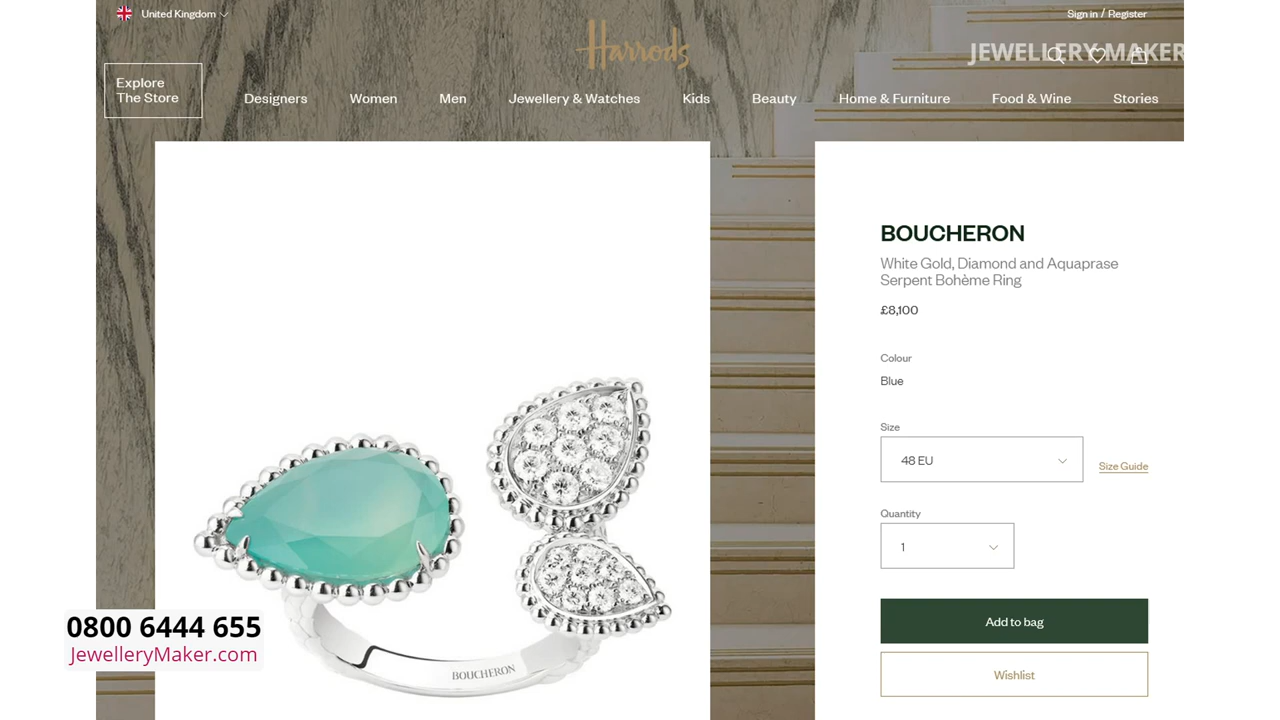 United Kingdom
Sign in / Register
Harrods
JEWELLERY MAKER
Explore
The Store
Designers
Women
Men
Jewellery & Watches
Kids
Beauty
Home & Furniture
Food & Wine
Stories
BOUCHERON
White Gold, Diamond and Aquaprase
Serpent Bohème Ring
£8,100
Colour
Blue
Size
48 EU
Size Guide
Quantity
1
Add to bag
Wishlist
BOUCHERON
0800 6444 655
JewelleryMaker.com